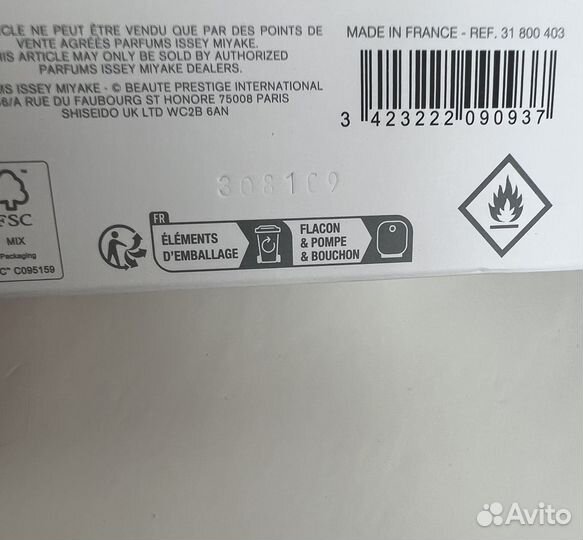 CLE NE PEUT ÊTRE VENDU QUE PAR DES POINTS DE
VENTE AGRÉÉS PARFUMS ISSEY MIYAKE.
HIS ARTICLE MAY ONLY BE SOLD BY AUTHORIZED
PARFUMS ISSEY MIYAKE DEALERS.
MS ISSEY MIYAKE - © BEAUTE PRESTIGE INTERNATIONAL
6/A RUE DU FAUBOURG ST HONORE 75008 PARIS
SHISEIDO UK LTD WC2B 6AN
MADE IN FRANCE - REF. 31 800 403
3 423222 090937
3081C9
FSC
MIX
Packaging
C™ C095159
FR
ÉLÉMENTS
D'EMBALLAGE
FLACON
& POMPE
& BOUCHON
Avito